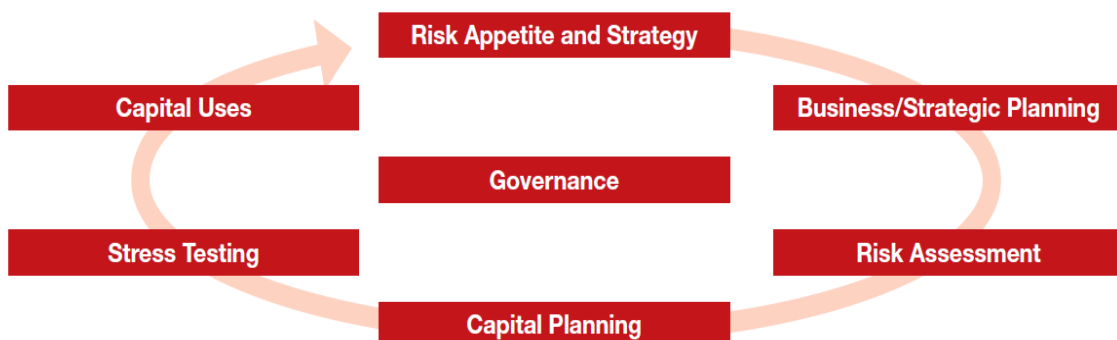 Risk Appetite and Strategy
Capital Uses
Business/Strategic Planning
Governance
Stress Testing
Risk Assessment
Capital Planning